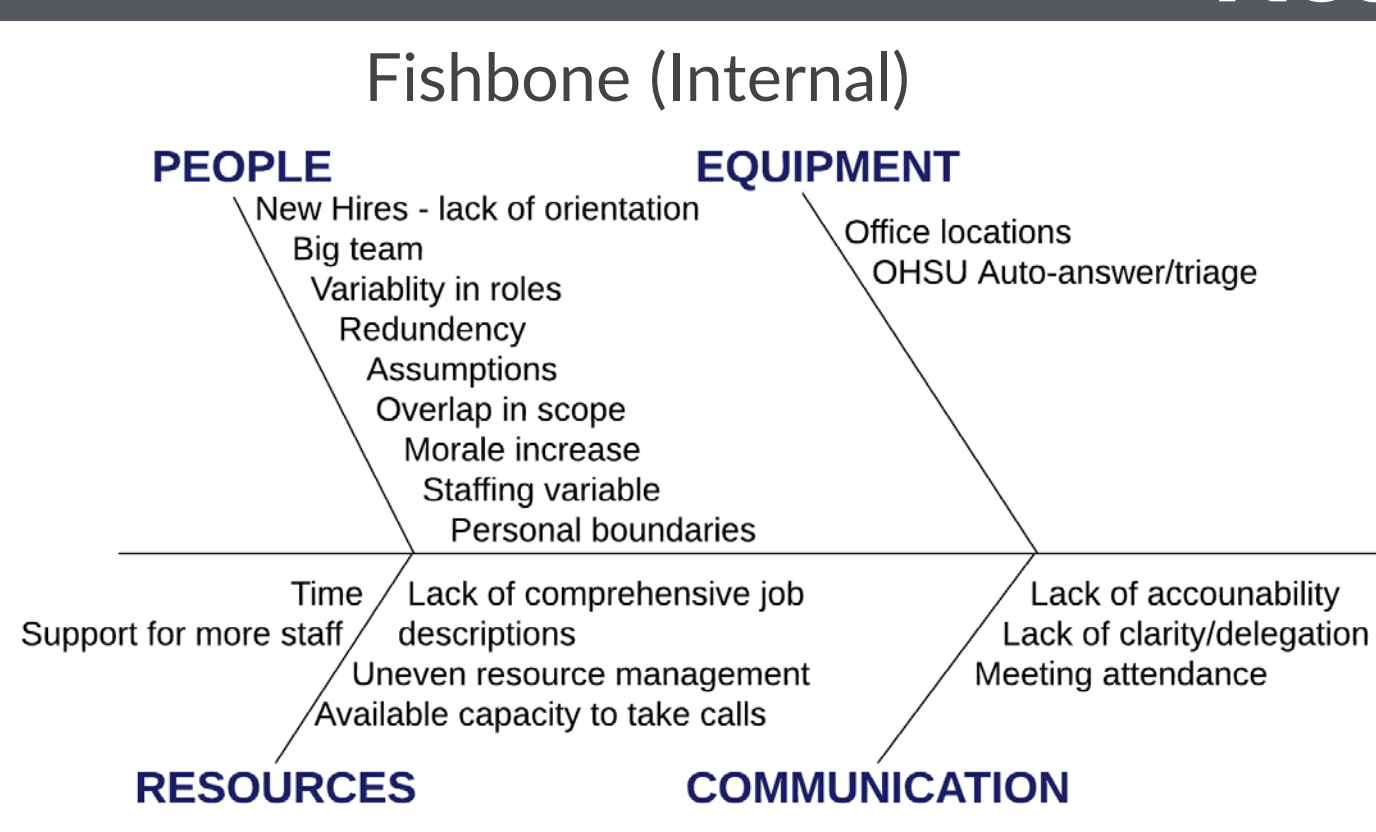 Fishbone (Internal)
PEOPLE
New Hires - lack of orientation
Big team
Variablity in roles
Redundency
Assumptions
Overlap in scope
Morale increase
Staffing variable
Personal boundaries
EQUIPMENT
Office locations
OHSU Auto-answer/triage
Time
Support for more staff
Lack of comprehensive job
descriptions
Uneven resource management
Available capacity to take calls
RESOURCES
Lack of accounability
Lack of clarity/delegation
Meeting attendance
COMMUNICATION